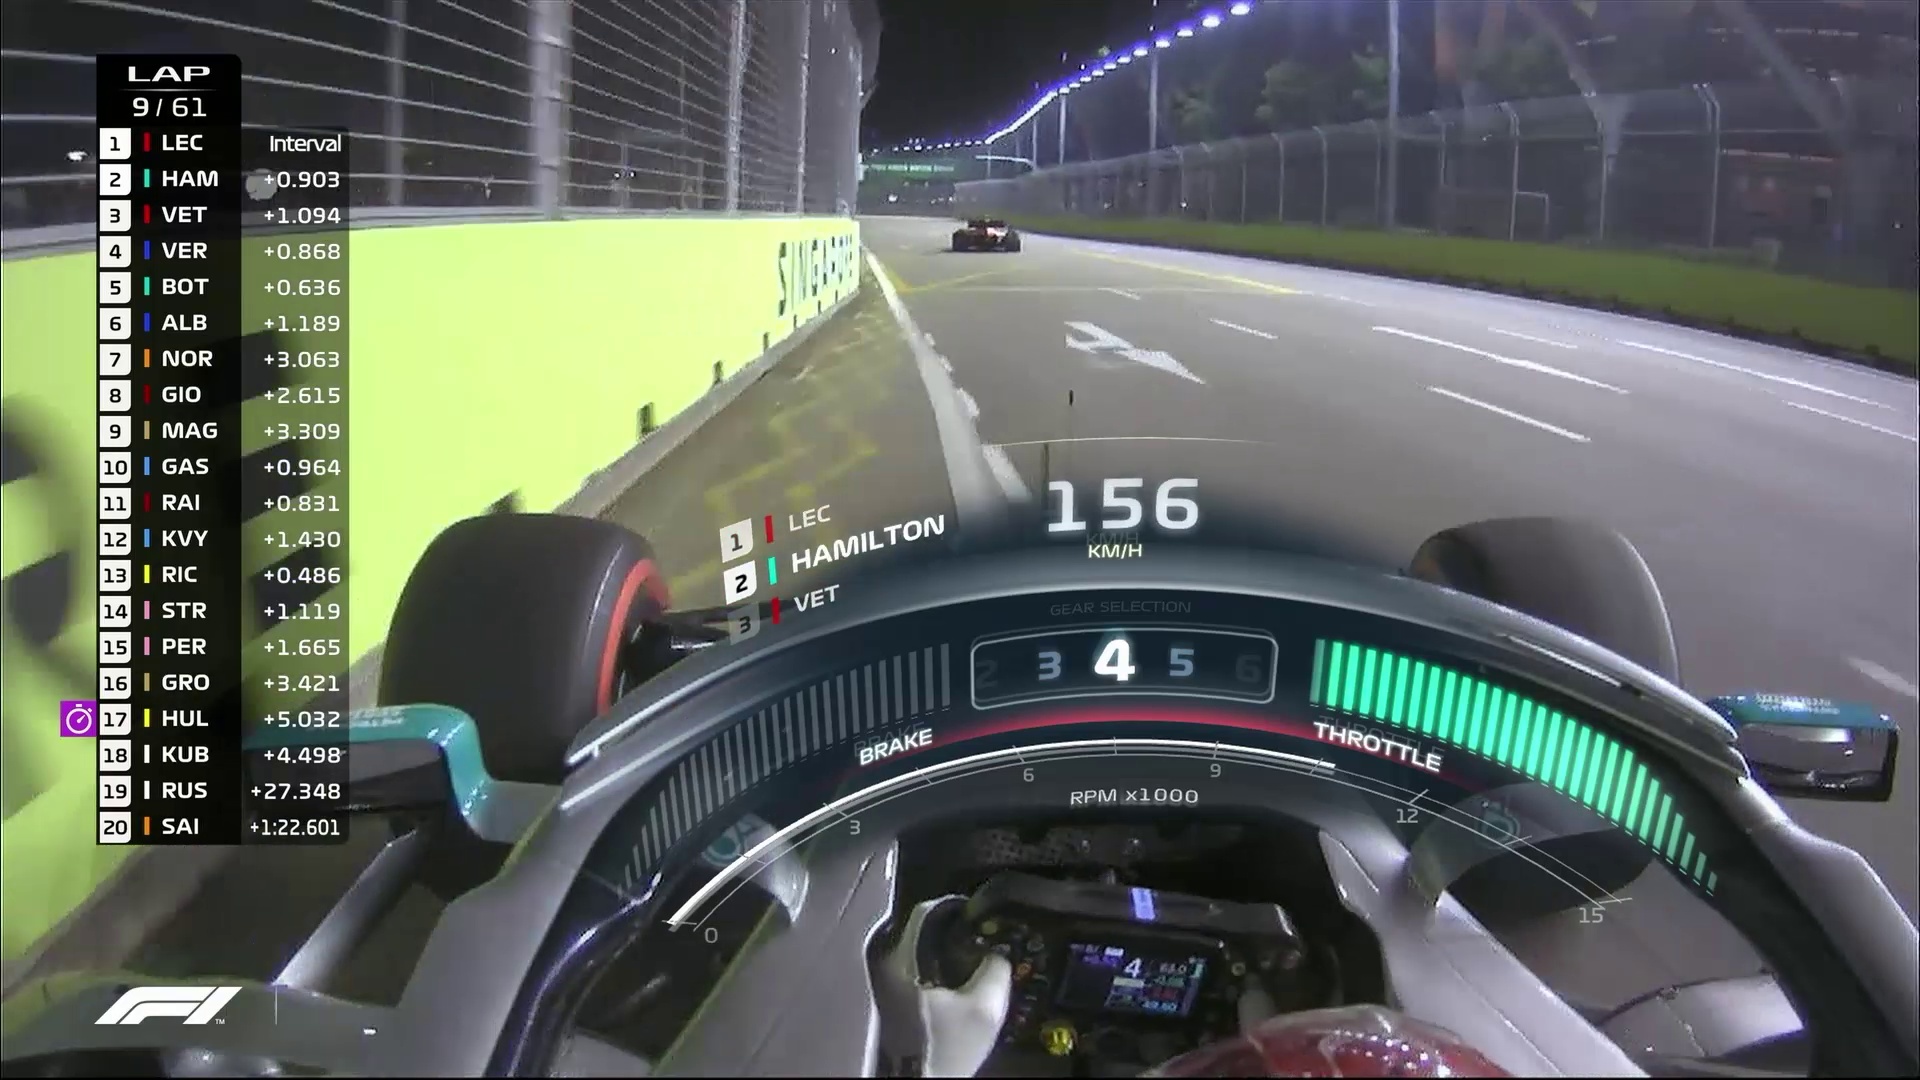 LAP
9/61
1 LEC Interval
2 HAM +0.903
3 VET +1.094
4 VER +0.868
5 BOT +0.636
6 ALB +1.189
7 NOR +3.063
8 GIO +2.615
9 MAG +3.309
10 GAS +0.964
11 RAI +0.831
12 KVY +1.430
13 RIC +0.486
14 STR +1.119
15 PER +1.665
16 GRO +3.421
17 HUL +5.032
18 KUB +4.498
19 RUS +27.348
20 SAI +1:22.601
SINGAPORE
1 LEC
2 HAMILTON
3 VET
156
KM/H
GEAR SELECTION
2 3 4 5 6
BRAKE
THROTTLE
0 3 6 9 12 15
RPM x1000
4
F1
TM